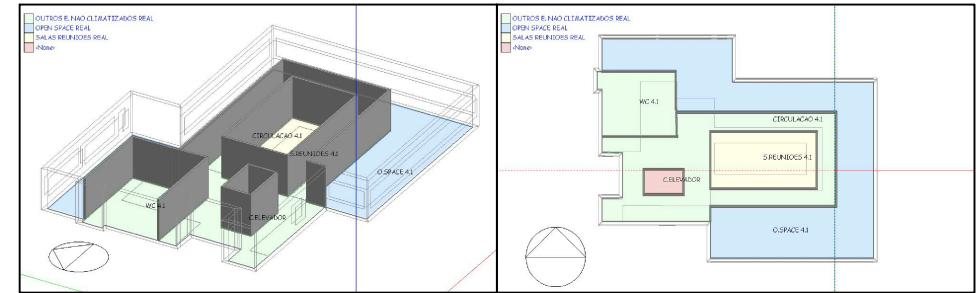 OUTROS E. NAO CLIMATIZADOS REAL
OPEN SPACE REAL
SALAS REUNIOES REAL
<None>
CIRCULACAO 4.1
S.REUNIOES 4.1
O.SPACE 4.1
WC 4.1
C.ELEVADOR
OUTROS E. NAO CLIMATIZADOS REAL
OPEN SPACE REAL
SALAS REUNIOES REAL
<None>
WC 4.1
CIRCULACAO 4.1
S.REUNIOES 4.1
C.ELEVADOR
O.SPACE 4.1